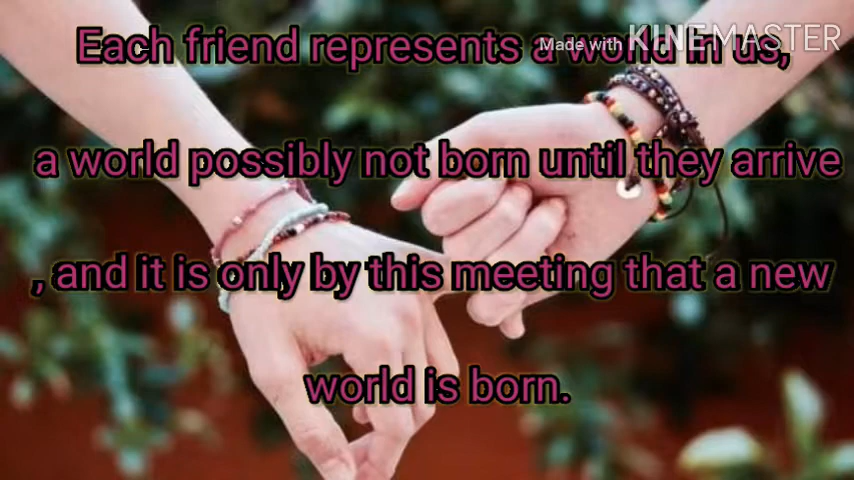 Each friend represents a world in us,
Made with KINEMASTER
a world possibly not born until they arrive
, and it is only by this meeting that a new
world is born.